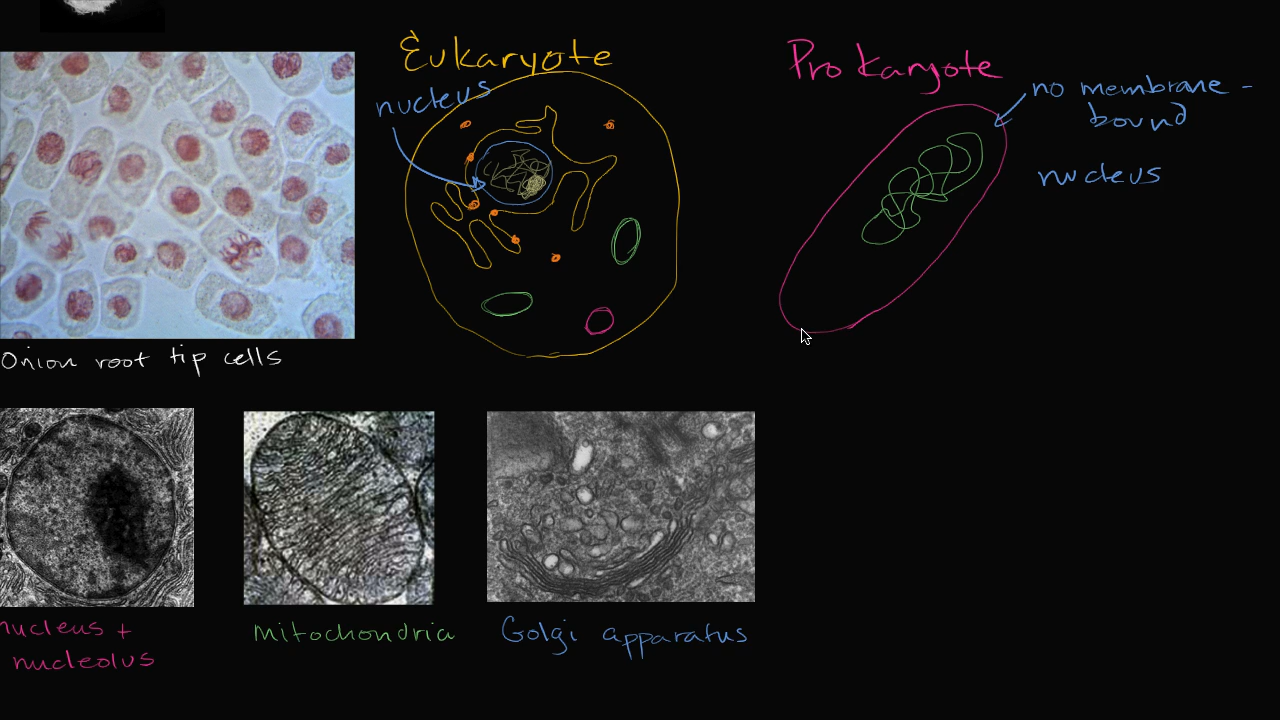 Eukaryote
nucleus
Prokaryote
no membrane-
bound
nucleus
Onion root tip cells
nucleus +
nucleolus
mitochondria
Golgi apparatus